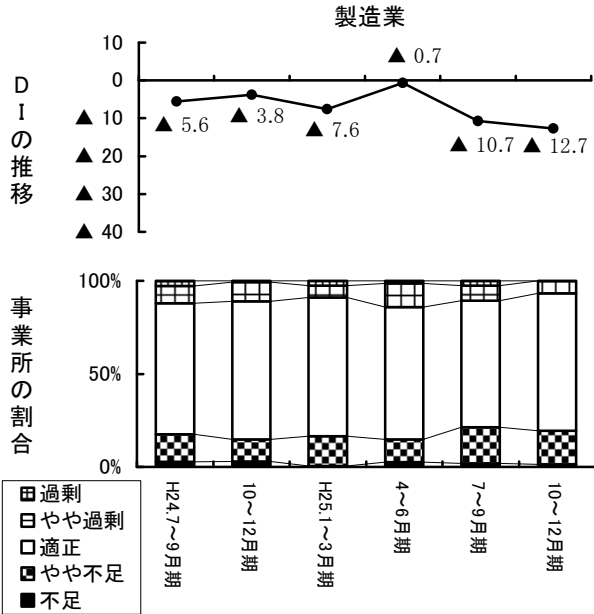 製造業
DIの推移
10
0
▲ 10
▲ 20
▲ 30
▲ 40
▲ 5.6
▲ 3.8
▲ 7.6
▲ 0.7
▲ 10.7
▲ 12.7
事業所の割合
100%
50%
0%
H24.7～9月期
10～12月期
H25.1～3月期
4～6月期
7～9月期
10～12月期
過剰
やや過剰
適正
やや不足
不足